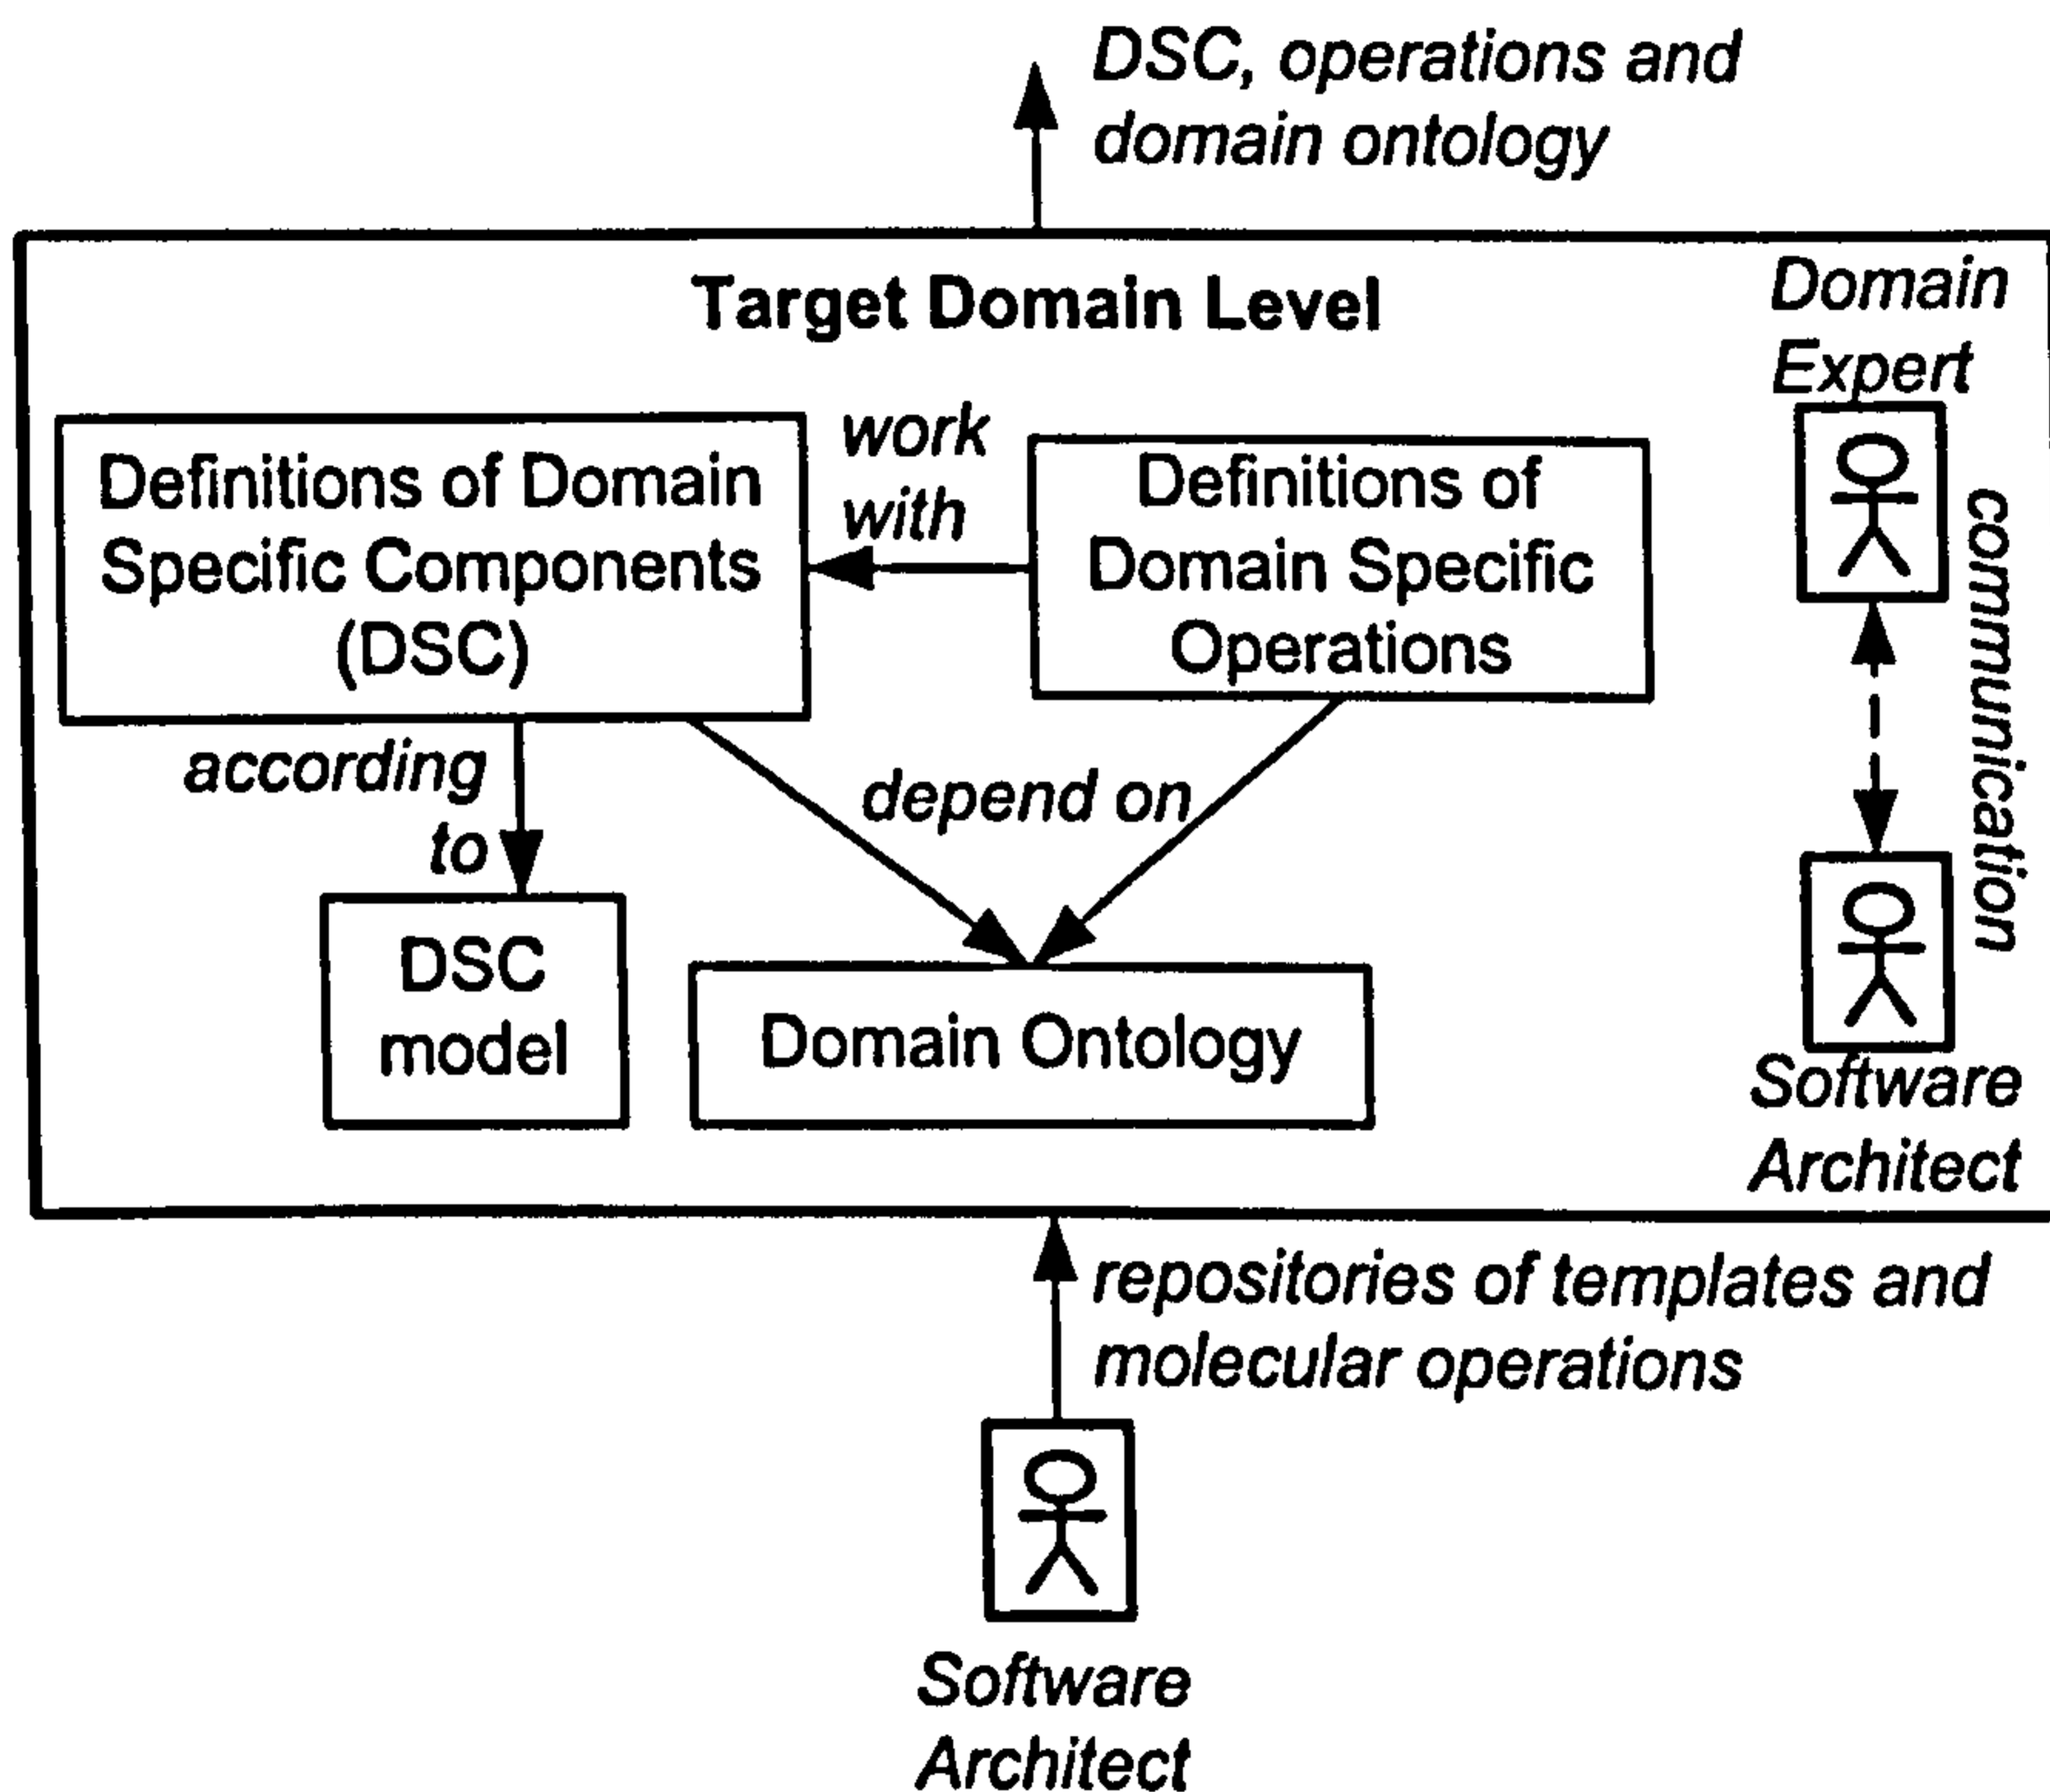 DSC, operations and
domain ontology
Target Domain Level
Domain
Expert
Definitions of Domain
Specific Components
(DSC)
work
with
Definitions of
Domain Specific
Operations
communication
according
to
depend on
DSC
model
Domain Ontology
Software
Architect
repositories of templates and
molecular operations
Software
Architect